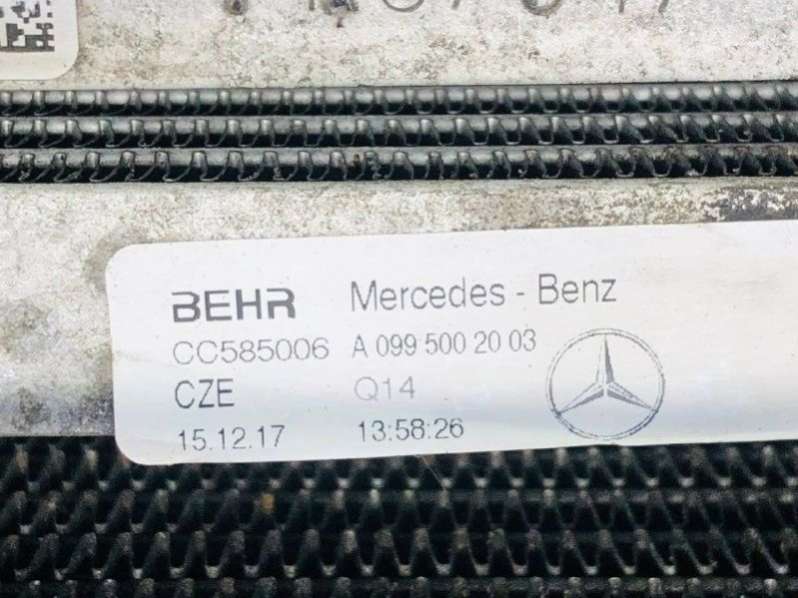 BEHR Mercedes - Benz
CC585006 A 099 500 20 03
CZE Q14
15.12.17 13:58:26